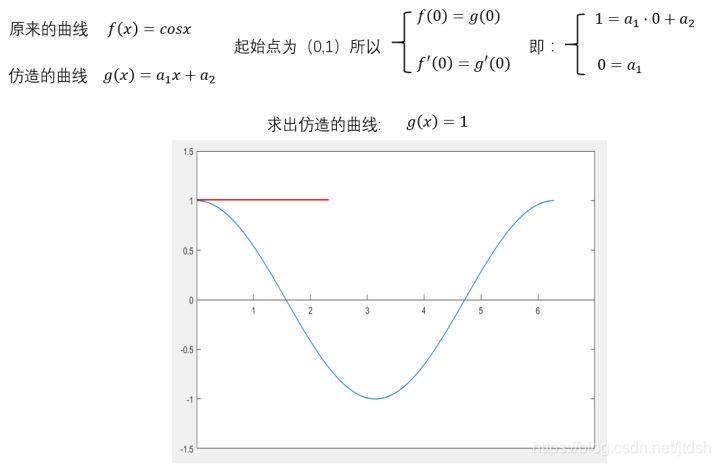 原来的曲线 f(x) = cosx
仿造的曲线 g(x) = a₁x + a₂
起始点为（0,1）所以
f(0) = g(0)
f′(0) = g′(0)
即：
1 = a₁ · 0 + a₂
0 = a₁
求出仿造的曲线: g(x) = 1
1.5
1
0.5
0
-0.5
-1
-1.5
1 2 3 4 5 6
https://blog.csdn.net/jtdsh